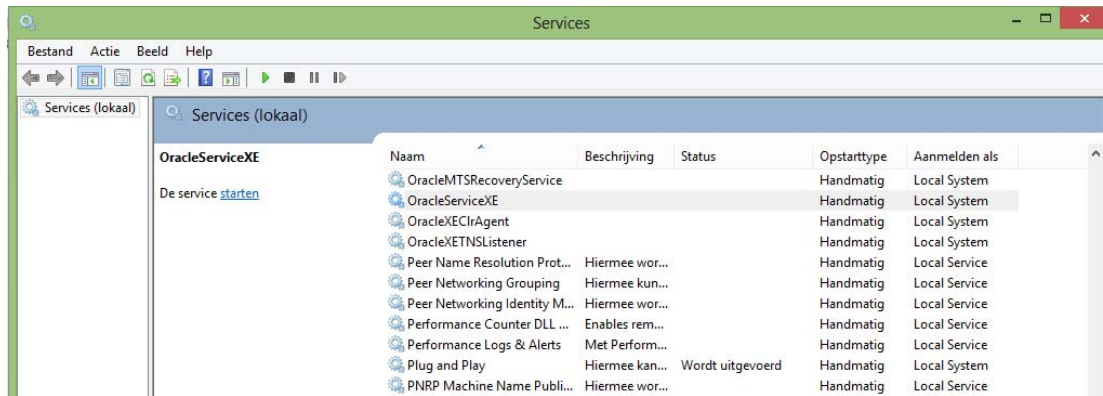 Services
Bestand Actie Beeld Help
Services (lokaal)
Services (lokaal)
OracleServiceXE
De service starten
Naam Beschrijving Status Opstarttype Aanmelden als
OracleMTSRecoveryService Handmatig Local System
OracleServiceXE Handmatig Local System
OracleXEClrAgent Handmatig Local System
OracleXETNSListener Handmatig Local System
Peer Name Resolution Prot... Hiermee wor... Handmatig Local Service
Peer Networking Grouping Hiermee kun... Handmatig Local Service
Peer Networking Identity M... Hiermee wor... Handmatig Local Service
Performance Counter DLL ... Enables rem... Handmatig Local Service
Performance Logs & Alerts Met Perform... Handmatig Local Service
Plug and Play Hiermee kan... Wordt uitgevoerd Handmatig Local System
PNRP Machine Name Publi... Hiermee wor... Handmatig Local Service